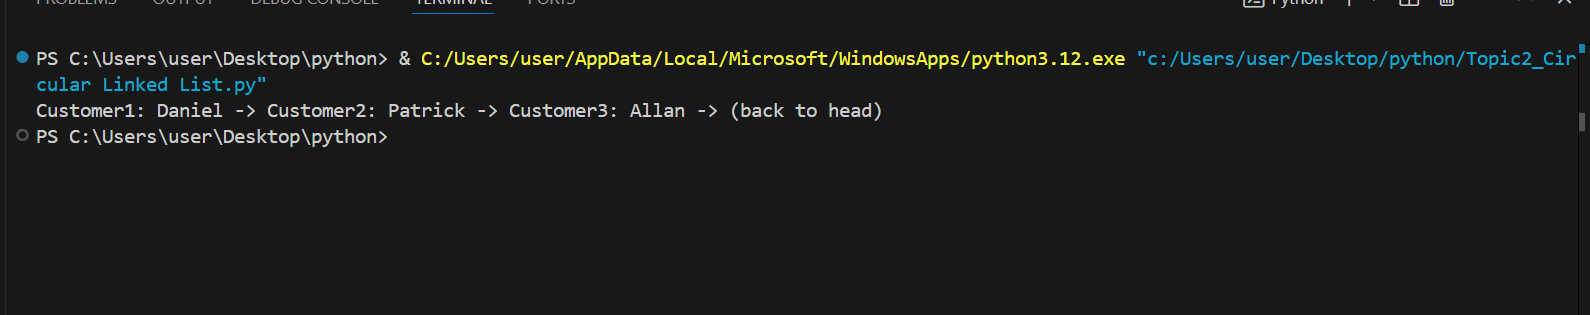 PROBLEMS OUTPUT DEBUG CONSOLE TERMINAL PORTS Python
PS C:\Users\user\Desktop\python> & C:/Users/user/AppData/Local/Microsoft/WindowsApps/python3.12.exe "c:/Users/user/Desktop/python/Topic2_Cir
cular Linked List.py"
Customer1: Daniel -> Customer2: Patrick -> Customer3: Allan -> (back to head)
PS C:\Users\user\Desktop\python>